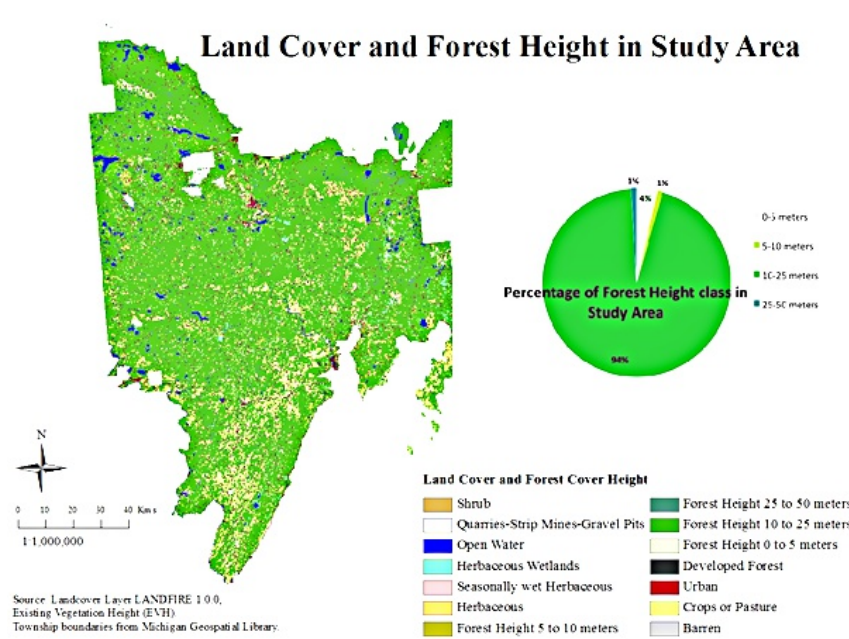 Land Cover and Forest Height in Study Area
1%
1%
4%
0-5 meters
5-10 meters
10-25 meters
25-50 meters
Percentage of Forest Height class in
Study Area
94%
N
0 10 20 30 40 Kms
1:1,000,000
Land Cover and Forest Cover Height
Shrub
Quarries-Strip Mines-Gravel Pits
Open Water
Herbaceous Wetlands
Seasonally wet Herbaceous
Herbaceous
Forest Height 5 to 10 meters
Forest Height 25 to 50 meters
Forest Height 10 to 25 meters
Forest Height 0 to 5 meters
Developed Forest
Urban
Crops or Pasture
Barren
Source: Landcover Layer LANDFIRE 1.0.0,
Existing Vegetation Height (EVH)
Township boundaries from Michigan Geospatial Library.